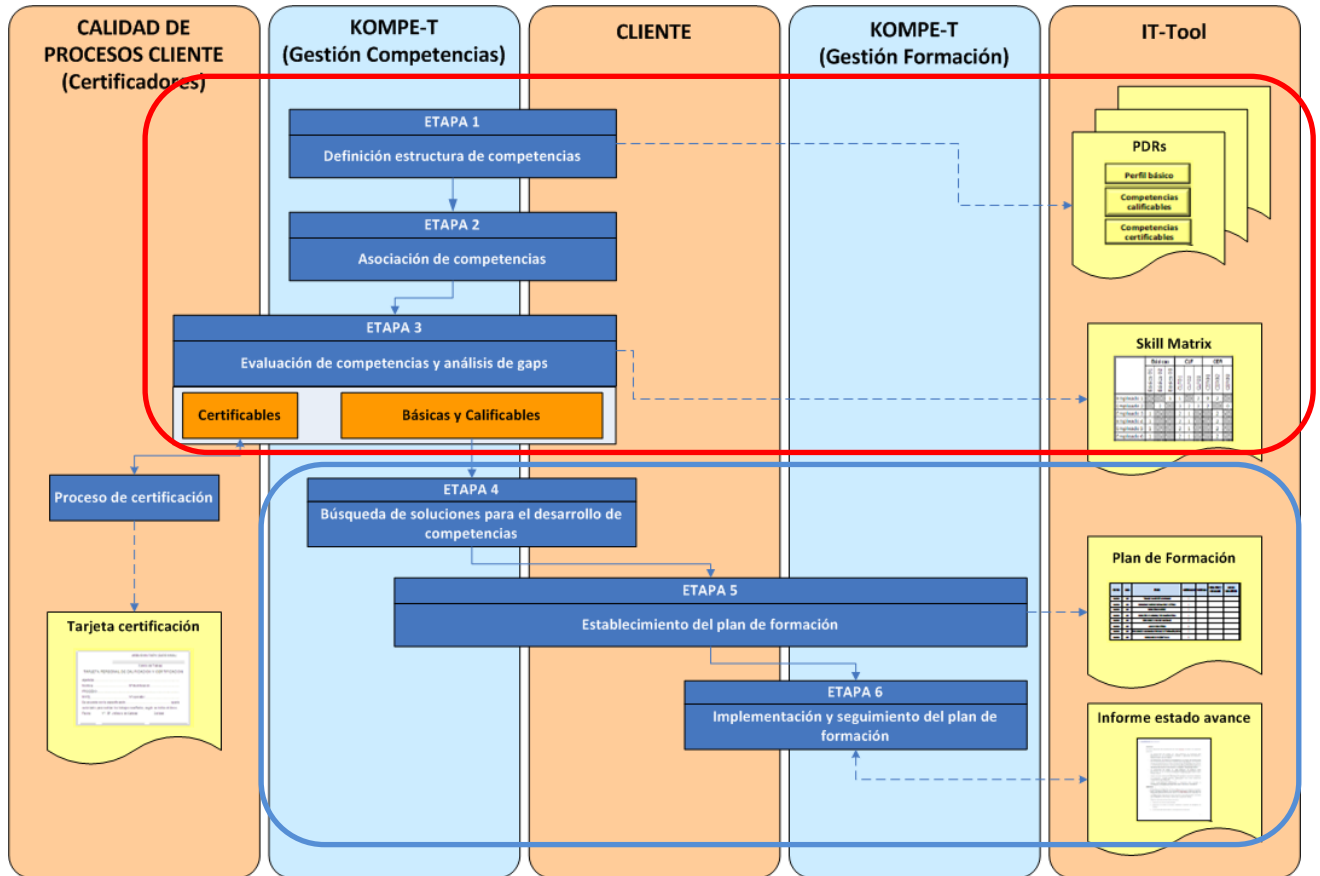 CALIDAD DE
PROCESOS CLIENTE
(Certificadores)
KOMPE-T
(Gestión Competencias)
CLIENTE
KOMPE-T
(Gestión Formación)
IT-Tool
ETAPA 1
Definición estructura de competencias
PDRs
Perfil básico
Competencias
calificables
Competencias
certificables
ETAPA 2
Asociación de competencias
ETAPA 3
Evaluación de competencias y análisis de gaps
Certificables
Básicas y Calificables
Skill Matrix
Básicas
Proceso de certificación
ETAPA 4
Búsqueda de soluciones para el desarrollo de
competencias
ETAPA 5
Establecimiento del plan de formación
Plan de Formación
Tarjeta certificación
ETAPA 6
Implementación y seguimiento del plan de
formación
Informe estado avance